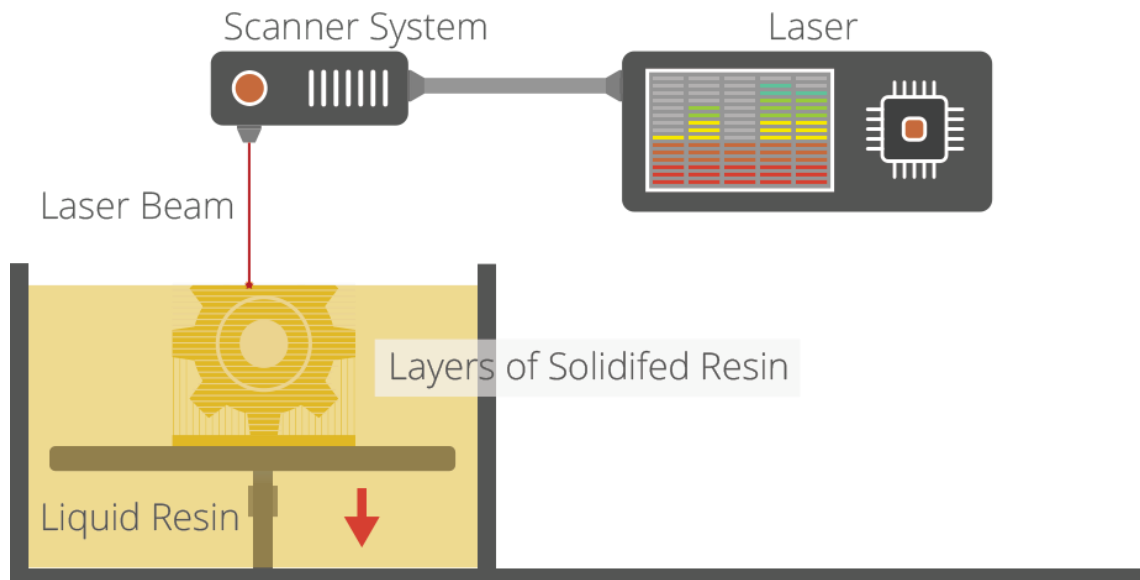 Scanner System
Laser
Laser Beam
Layers of Solidifed Resin
Liquid Resin